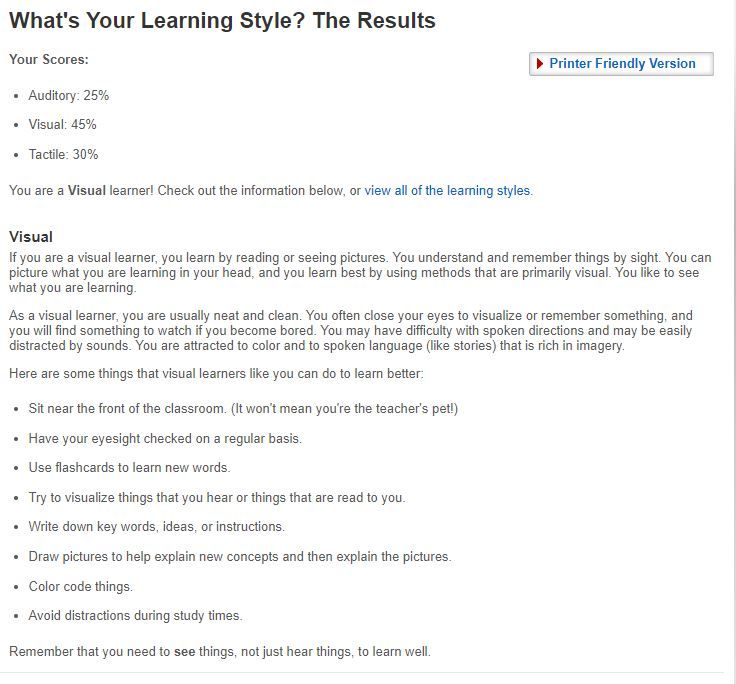 What's Your Learning Style? The Results
Your Scores:
Printer Friendly Version
Auditory: 25%
Visual: 45%
Tactile: 30%
You are a Visual learner! Check out the information below, or view all of the learning styles.
Visual
If you are a visual learner, you learn by reading or seeing pictures. You understand and remember things by sight. You can
picture what you are learning in your head, and you learn best by using methods that are primarily visual. You like to see
what you are learning.
As a visual learner, you are usually neat and clean. You often close your eyes to visualize or remember something, and
you will find something to watch if you become bored. You may have difficulty with spoken directions and may be easily
distracted by sounds. You are attracted to color and to spoken language (like stories) that is rich in imagery.
Here are some things that visual learners like you can do to learn better:
Sit near the front of the classroom. (It won't mean you're the teacher's pet!)
Have your eyesight checked on a regular basis.
Use flashcards to learn new words.
Try to visualize things that you hear or things that are read to you.
Write down key words, ideas, or instructions.
Draw pictures to help explain new concepts and then explain the pictures.
Color code things.
Avoid distractions during study times.
Remember that you need to see things, not just hear things, to learn well.